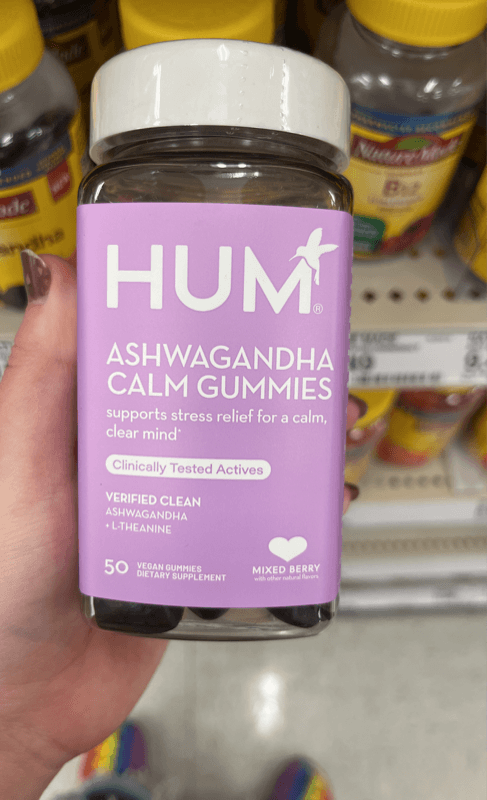 HUM®
ASHWAGANDHA
CALM GUMMIES
supports stress relief for a calm,
clear mind*
Clinically Tested Actives
VERIFIED CLEAN
ASHWAGANDHA
+ L-THEANINE
50 VEGAN GUMMIES
DIETARY SUPPLEMENT
MIXED BERRY
with other natural flavors
Nature Made
B12